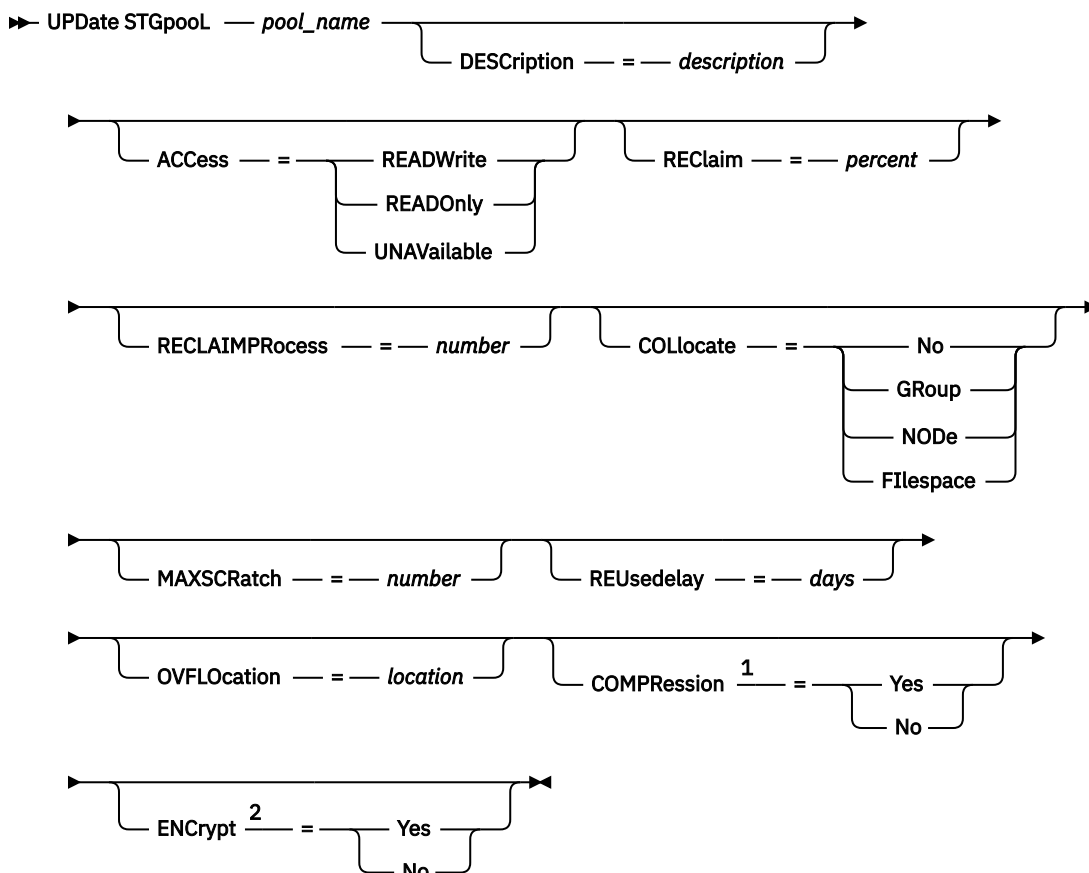 UPDate STGpooL pool_name
DESCription = description
ACCess = READWrite
READOnly
UNAVailable
REClaim = percent
RECLAIMPRocess = number
COLlocate = No
GRoup
NODe
FIlespace
MAXSCRatch = number
REUsedelay = days
OVFLOcation = location
COMPRession 1 = Yes
No
ENCrypt 2 = Yes
No